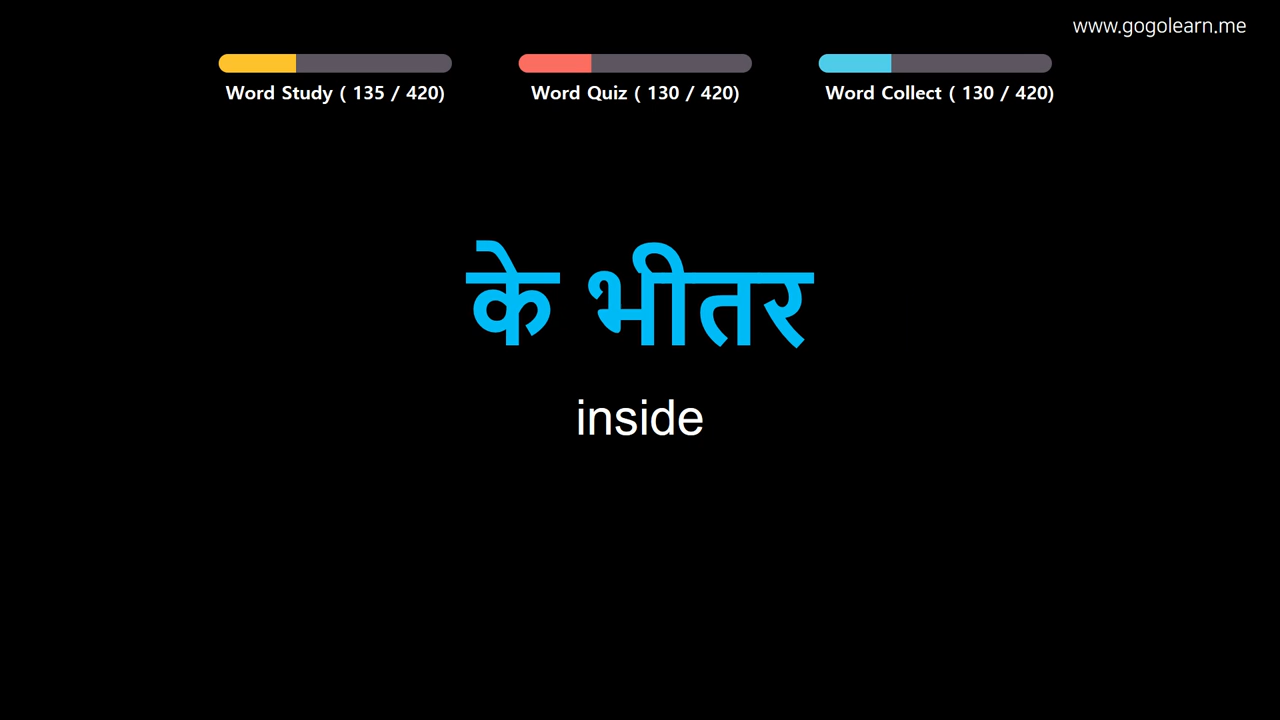 www.gogolearn.me
Word Study ( 135 / 420)
Word Quiz ( 130 / 420)
Word Collect ( 130 / 420)
के भीतर
inside